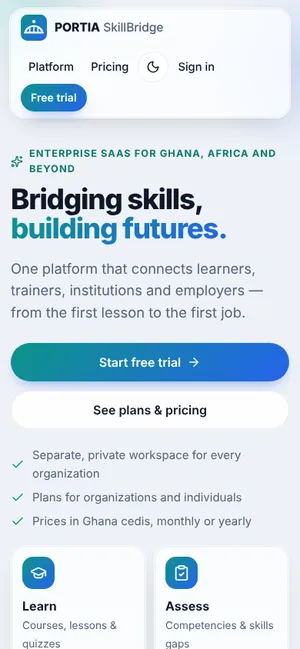 PORTIA SkillBridge
Platform Pricing Sign in
Free trial
ENTERPRISE SAAS FOR GHANA, AFRICA AND
BEYOND
Bridging skills,
building futures.
One platform that connects learners,
trainers, institutions and employers —
from the first lesson to the first job.
Start free trial →
See plans & pricing
Separate, private workspace for every
organization
Plans for organizations and individuals
Prices in Ghana cedis, monthly or yearly
Learn
Courses, lessons &
quizzes
Assess
Competencies & skills
gaps